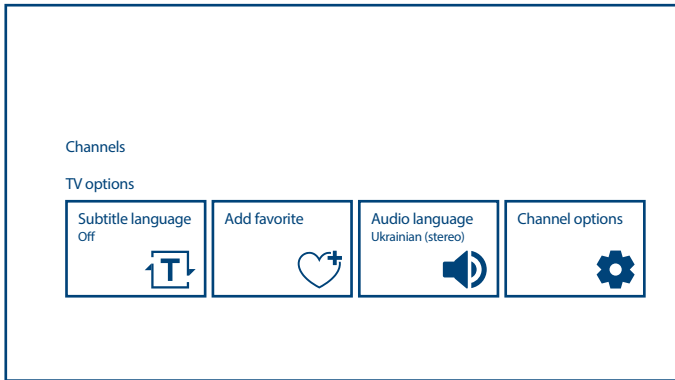 Channels
TV options
Subtitle language
Off
T
Add favorite
Audio language
Ukrainian (stereo)
Channel options